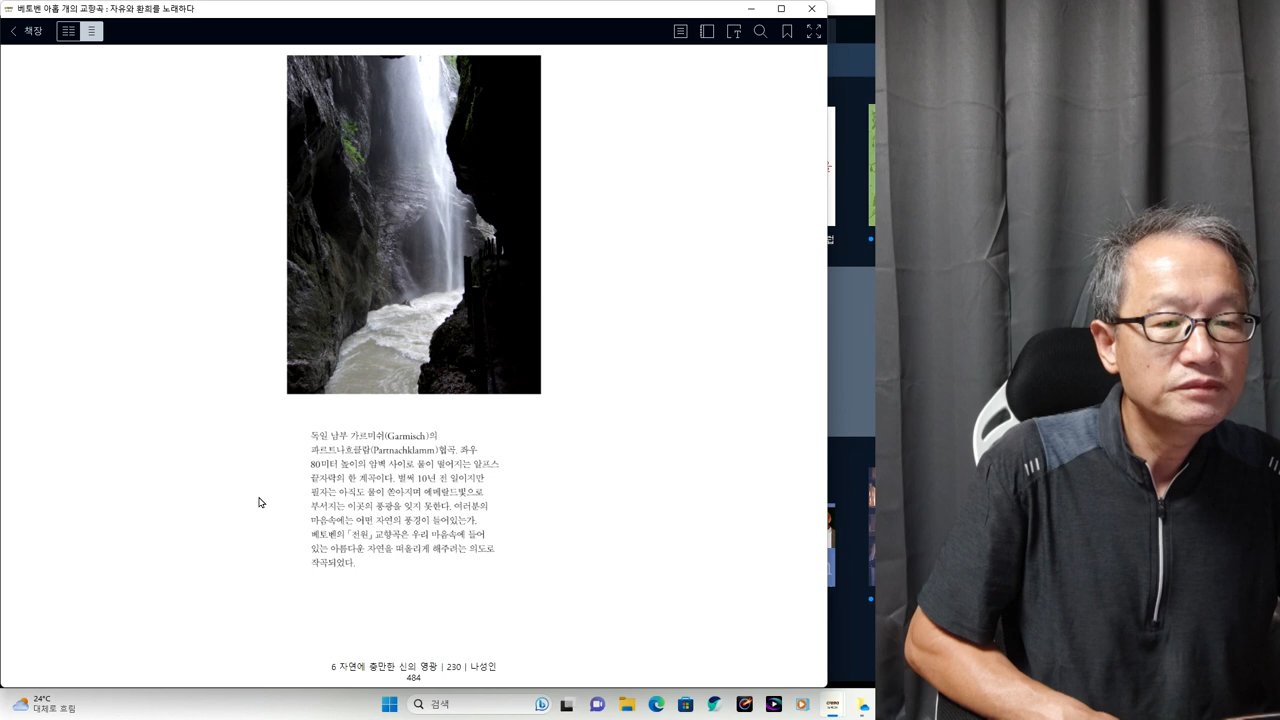 베토벤 아홉 개의 교향곡 : 자유와 환희를 노래하다
책장
독일 남부 가르미쉬(Garmisch)의
파르트나흐클람(Partnachklamm)협곡. 좌우
80미터 높이의 암벽 사이로 물이 떨어지는 알프스
끝자락의 한 계곡이다. 벌써 10년 전 일이지만
필자는 아직도 물이 쏟아지며 에메랄드빛으로
부서지는 이곳의 풍광을 잊지 못한다. 여러분의
마음속에는 어떤 자연의 풍경이 들어있는가.
베토벤의 「전원」 교향곡은 우리 마음속에 들어
있는 아름다운 자연을 떠올리게 해주려는 의도로
작곡되었다.
6 자연에 충만한 신의 영광 | 230 | 나성인
484
24°C
대체로 흐림
검색